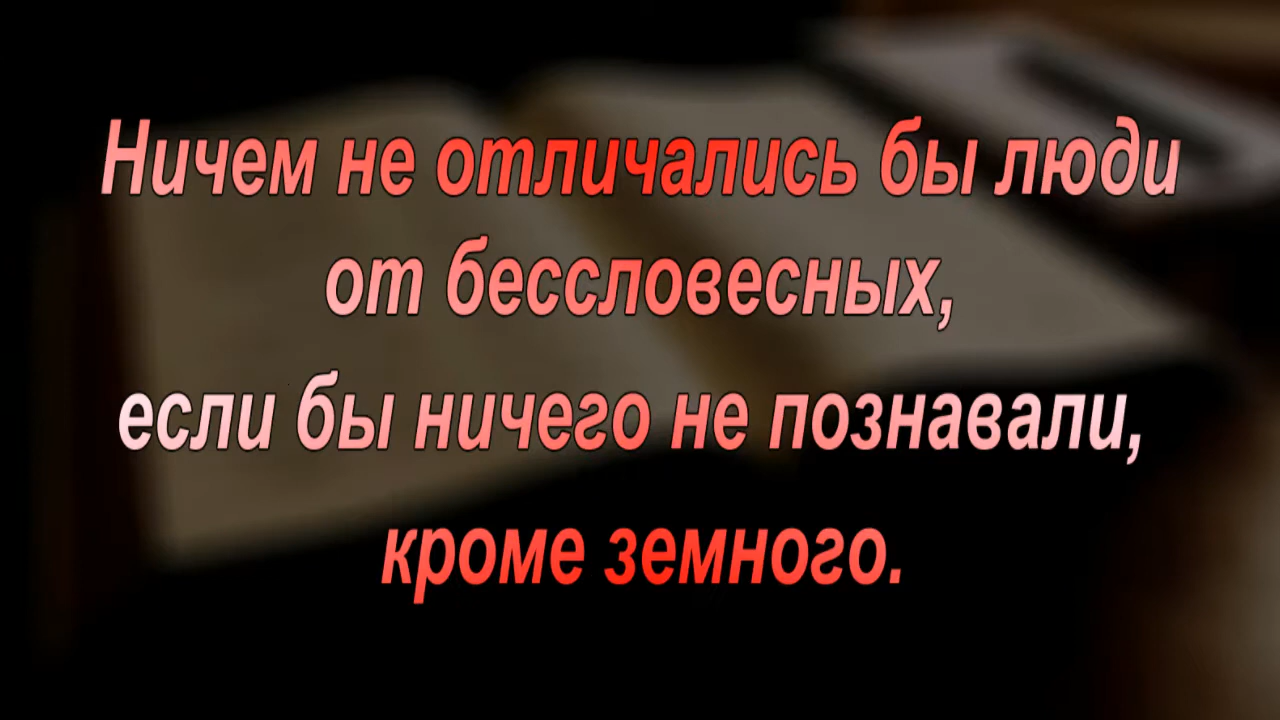 Ничем не отличались бы люди
от бессловесных,
если бы ничего не познавали,
кроме земного.